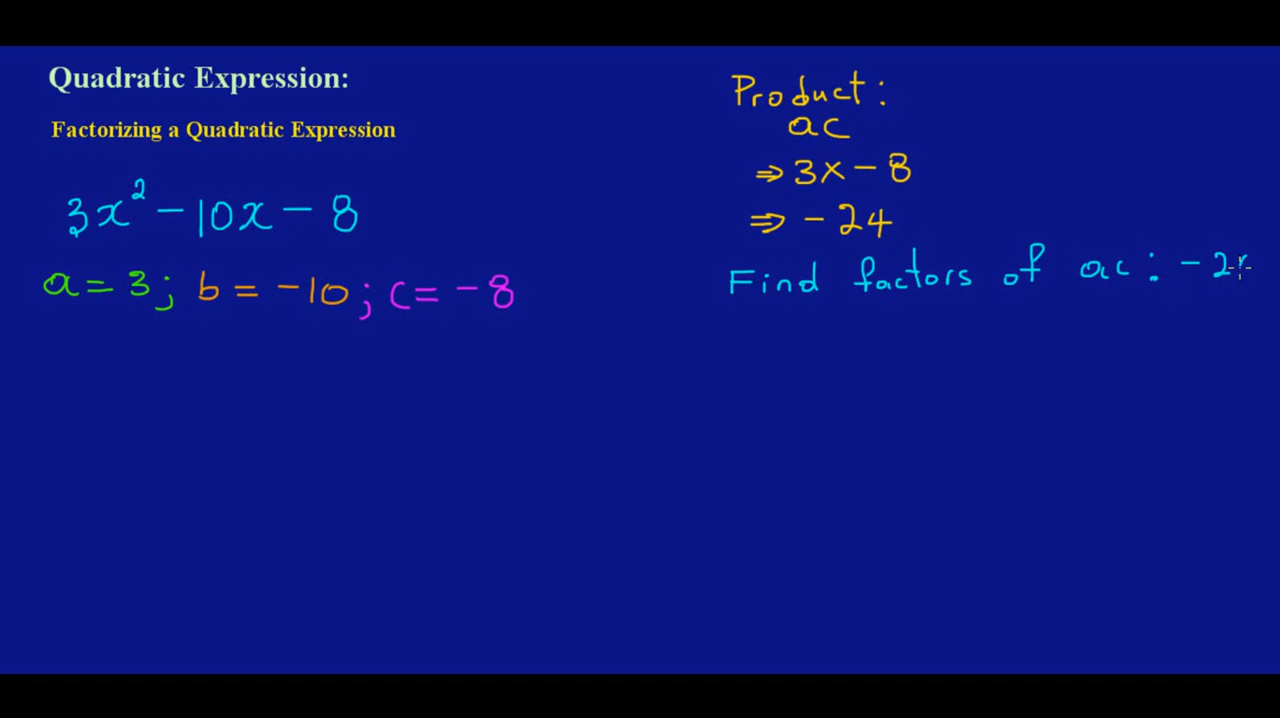 Quadratic Expression:
Factorizing a Quadratic Expression
3x² - 10x - 8
a = 3; b = -10; c = -8
Product:
ac
⇒ 3x - 8
⇒ -24
Find factors of ac: -24